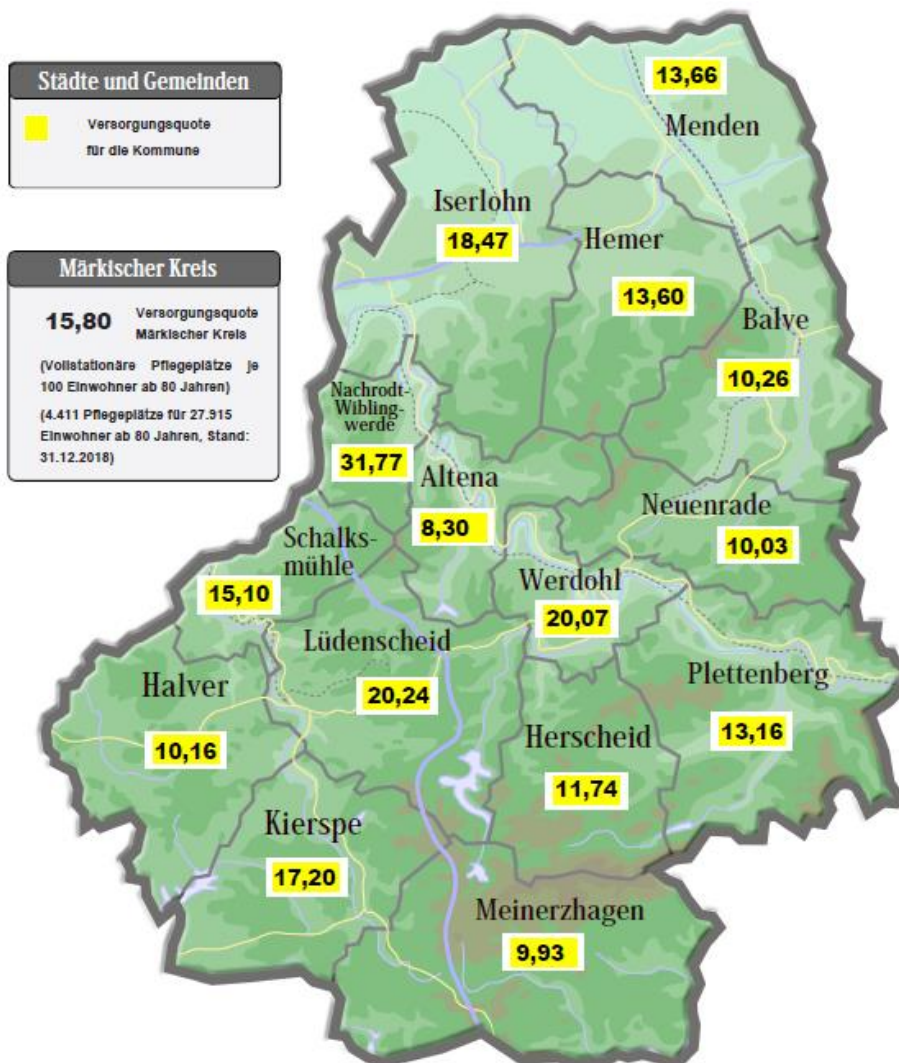 Städte und Gemeinden
Versorgungsquote
für die Kommune
Märkischer Kreis
15,80 Versorgungsquote
Märkischer Kreis
(Vollstationäre Pflegeplätze je
100 Einwohner ab 80 Jahren)
(4.411 Pflegeplätze für 27.915
Einwohner ab 80 Jahren, Stand:
31.12.2018)
13,66
Menden
Iserlohn
18,47
Hemer
13,60
Balve
10,26
Nachrodt-
Wibling-
werde
31,77
Altena
8,30
Neuenrade
10,03
Schalks-
mühle
15,10
Werdohl
20,07
Lüdenscheid
20,24
Halver
10,16
Plettenberg
13,16
Herscheid
11,74
Kierspe
17,20
Meinerzhagen
9,93